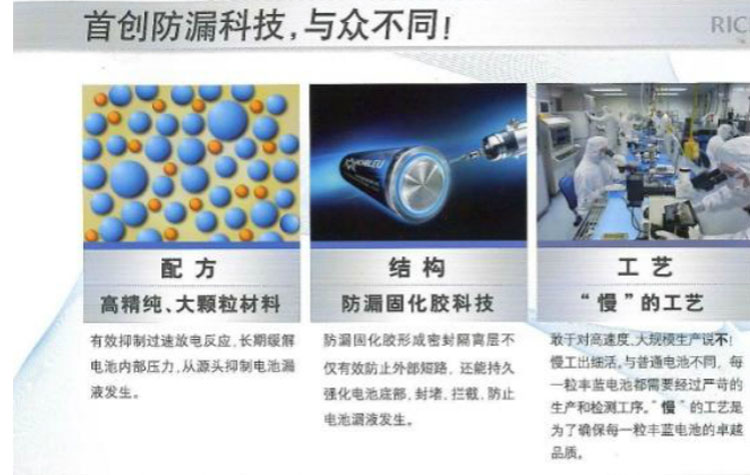 首创防漏科技,与众不同!
RIC
配方
高精纯、大颗粒材料
有效抑制过速放电反应,长期缓解
电池内部压力,从源头抑制电池漏
液发生。
结构
防漏固化胶科技
防漏固化胶形成密封隔离层不
仅有效防止外部短路,还能持久
强化电池底部,封堵,拦截,防止
电池漏液发生。
工艺
“慢”的工艺
敢于对高速度、大规模生产说不!
慢工出细活,与普通电池不同,每
一粒丰蓝电池都需要经过严苛的
生产和检测工序。“慢”的工艺是
为了确保每一粒丰蓝电池的卓越
品质。